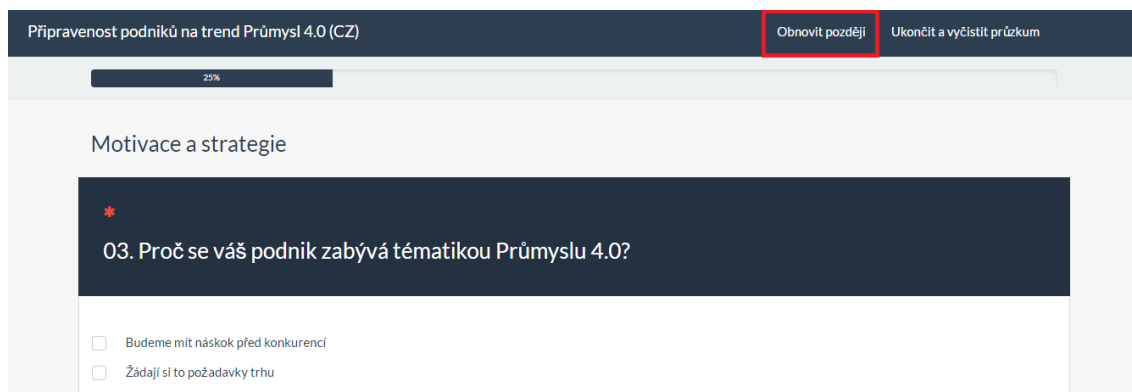 Připravenost podniků na trend Průmysl 4.0 (CZ) Obnovit později Ukončit a vyčistit průzkum
25%
Motivace a strategie
*
03. Proč se váš podnik zabývá tématikou Průmyslu 4.0?
Budeme mít náskok před konkurencí
Žádají si to požadavky trhu